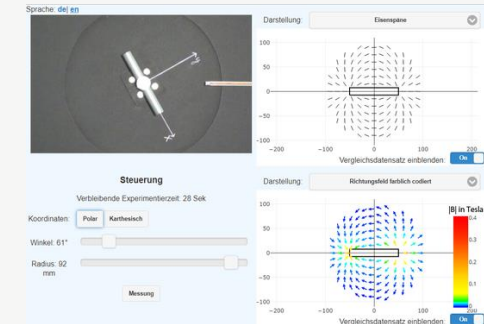 Sprache: de| en
Darstellung: Eisenspäne
100
50
0
−50
−100
−200 −100 0 100 200
Vergleichsdatensatz einblenden: On
Steuerung
Verbleibende Experimentierzeit: 28 Sek
Koordinaten: Polar Karthesisch
Winkel: 61°
Radius: 92
mm
Messung
Darstellung: Richtungsfeld farblich codiert
|B| in Tesla
100
50
0
−50
−100
−200 −100 0 100 200
0.4
0.3
0.2
0.1
0
Vergleichsdatensatz einblenden: On